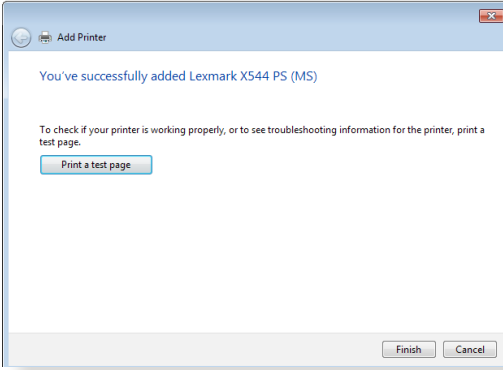 Add Printer
You've successfully added Lexmark X544 PS (MS)
To check if your printer is working properly, or to see troubleshooting information for the printer, print a
test page.
Print a test page
Finish Cancel